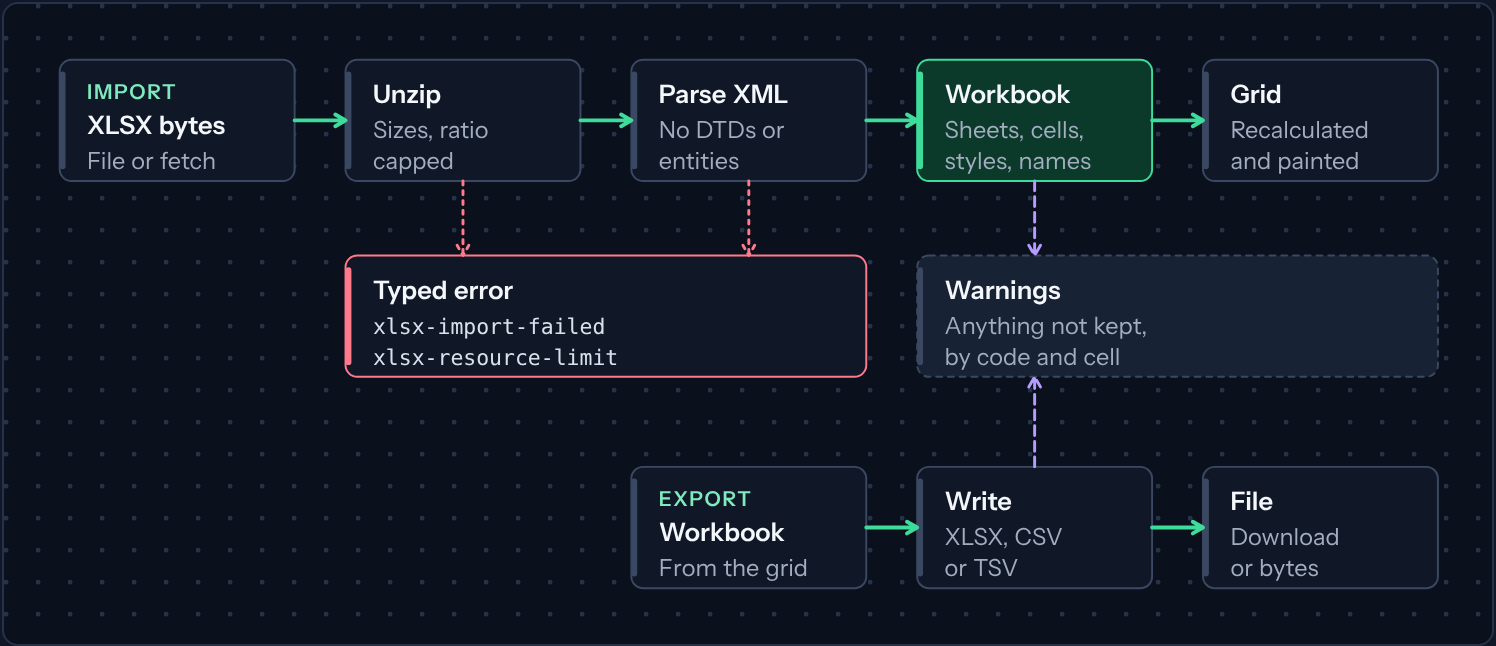 IMPORT
XLSX bytes
File or fetch
Unzip
Sizes, ratio
capped
Parse XML
No DTDs or
entities
Workbook
Sheets, cells,
styles, names
Grid
Recalculated
and painted
Typed error
xlsx-import-failed
xlsx-resource-limit
Warnings
Anything not kept,
by code and cell
EXPORT
Workbook
From the grid
Write
XLSX, CSV
or TSV
File
Download
or bytes